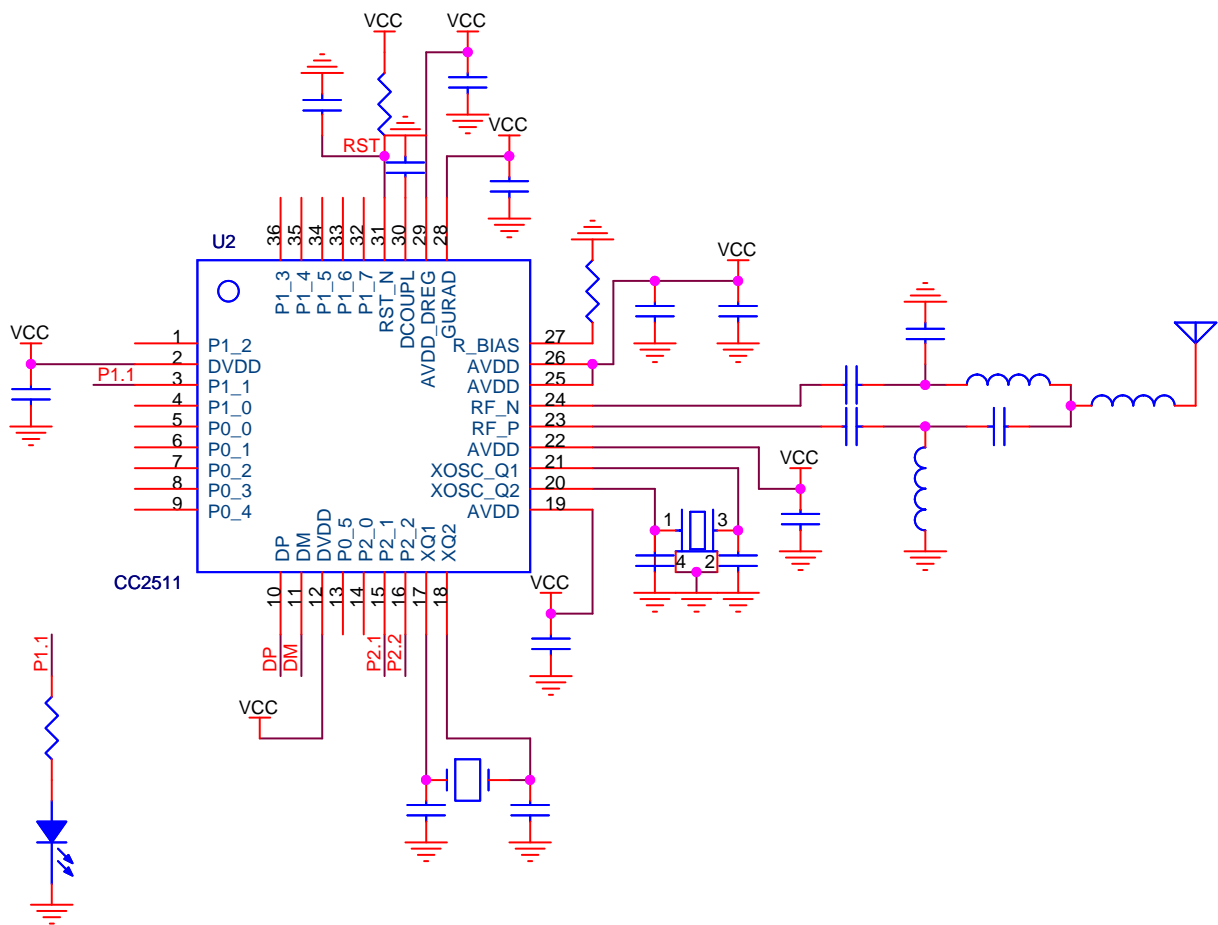 VCC
VCC
VCC
RST
36
35
34
33
32
31
30
29
28
U2
P1_3
P1_4
P1_5
P1_6
P1_7
RST_N
DCOUPL
AVDD_DREG
GURAD
VCC
VCC
1 P1_2
2 DVDD
P1.1
3 P1_1
4 P1_0
5 P0_0
6 P0_1
7 P0_2
8 P0_3
9 P0_4
R_BIAS 27
AVDD 26
AVDD 25
RF_N 24
RF_P 23
AVDD 22
XOSC_Q1 21
XOSC_Q2 20
AVDD 19
VCC
1 3
4 2
DP
DM
DVDD
P0_5
P2_0
P2_1
P2_2
XQ1
XQ2
CC2511
10
11
12
13
14
15
16
17
18
VCC
P1.1
DP
DM
P2.1
P2.2
VCC